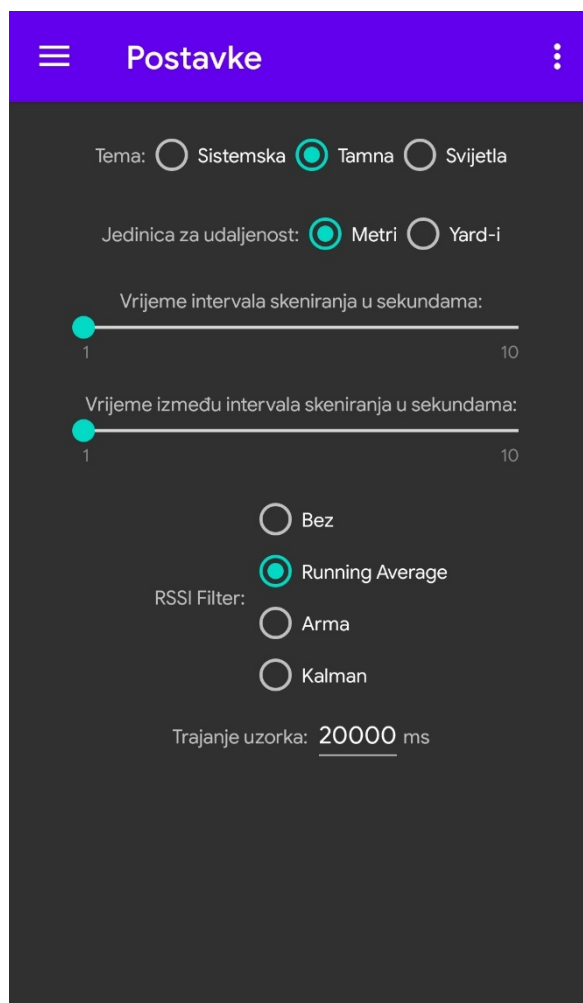 Postavke
Tema: Sistemska Tamna Svijetla
Jedinica za udaljenost: Metri Yard-i
Vrijeme intervala skeniranja u sekundama:
1 10
Vrijeme između intervala skeniranja u sekundama:
1 10
Bez
Running Average
RSSI Filter:
Arma
Kalman
Trajanje uzorka: 20000 ms